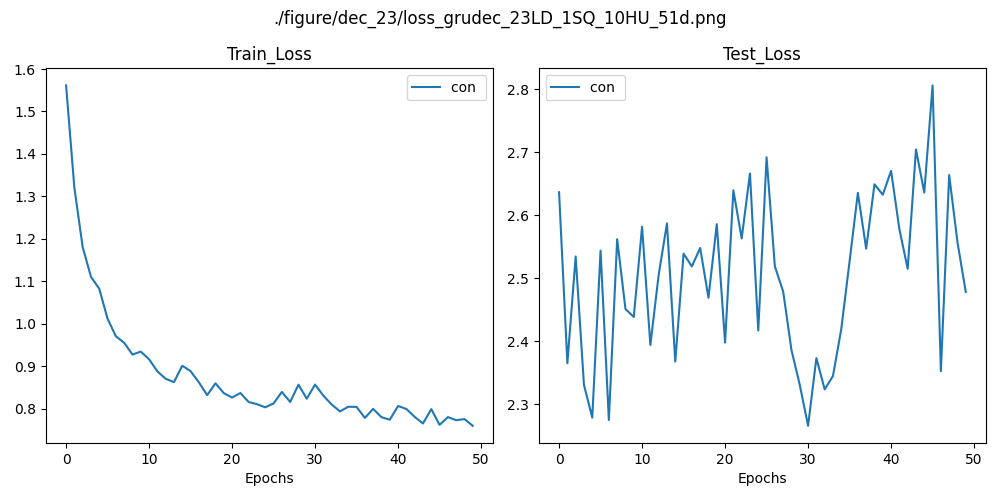 ./figure/dec_23/loss_grudec_23LD_1SQ_10HU_51d.png
Train_Loss
con
1.6
1.5
1.4
1.3
1.2
1.1
1.0
0.9
0.8
0 10 20 30 40 50
Epochs
Test_Loss
con
2.8
2.7
2.6
2.5
2.4
2.3
0 10 20 30 40 50
Epochs